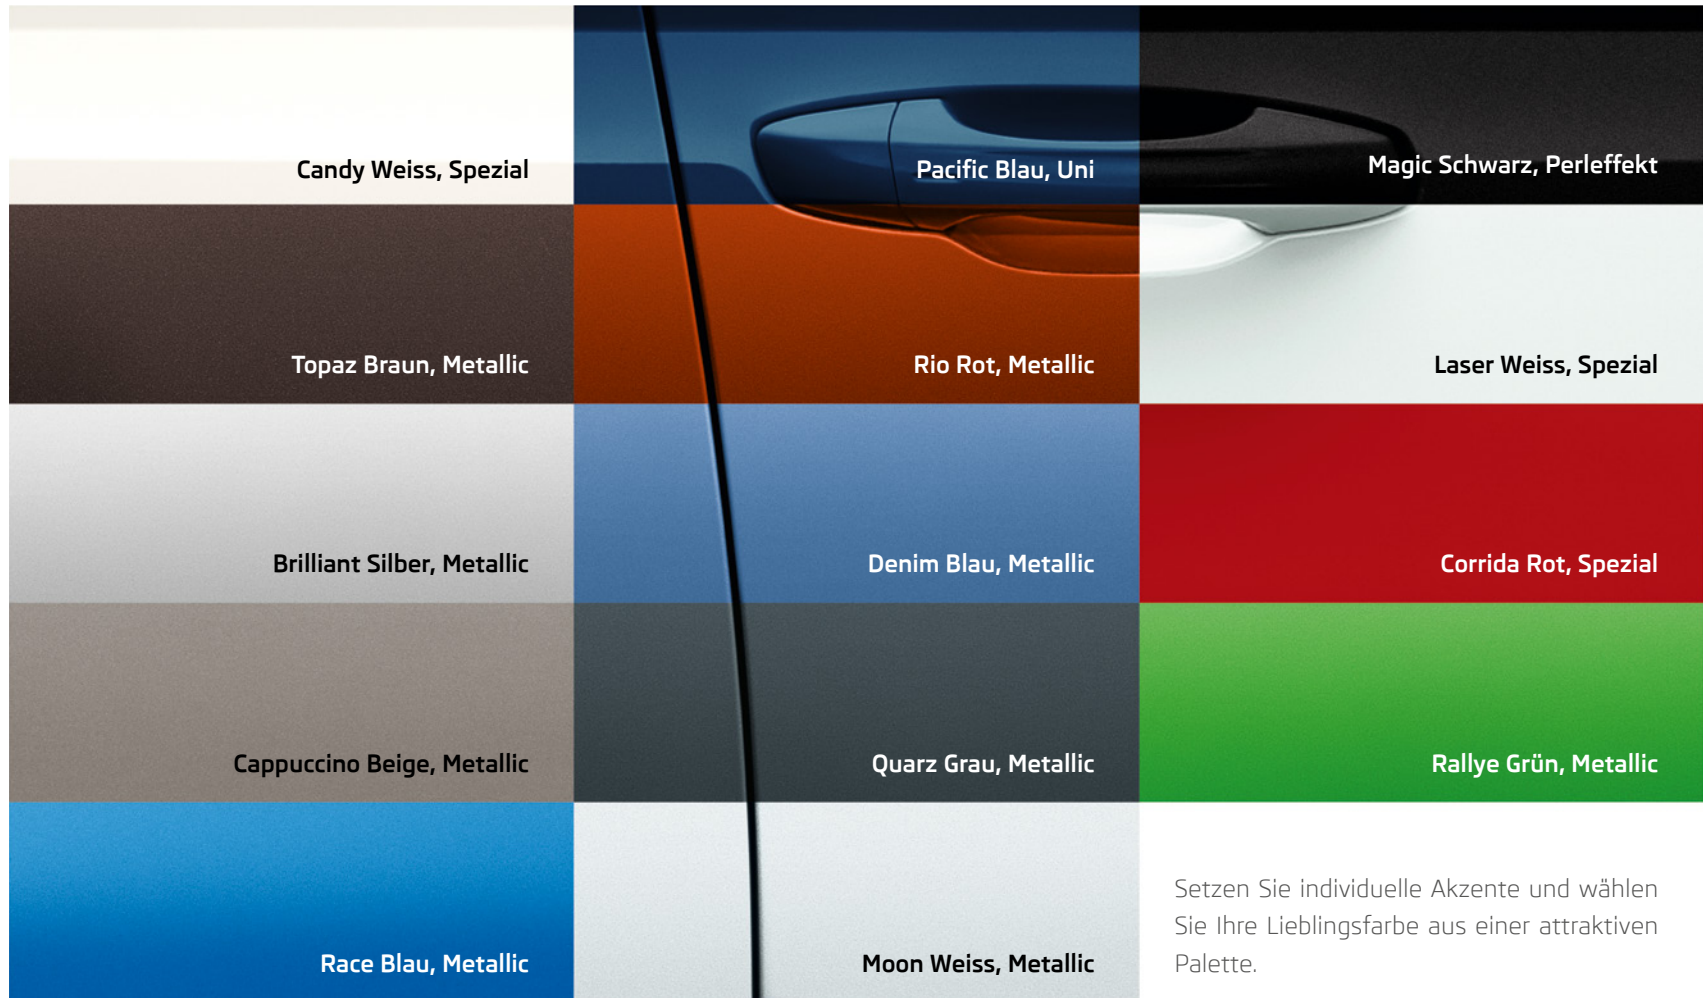 Candy Weiss, Spezial
Pacific Blau, Uni
Magic Schwarz, Perleffekt
Topaz Braun, Metallic
Rio Rot, Metallic
Laser Weiss, Spezial
Brilliant Silber, Metallic
Denim Blau, Metallic
Corrida Rot, Spezial
Cappuccino Beige, Metallic
Quarz Grau, Metallic
Rallye Grün, Metallic
Race Blau, Metallic
Moon Weiss, Metallic
Setzen Sie individuelle Akzente und wählen
Sie Ihre Lieblingsfarbe aus einer attraktiven
Palette.